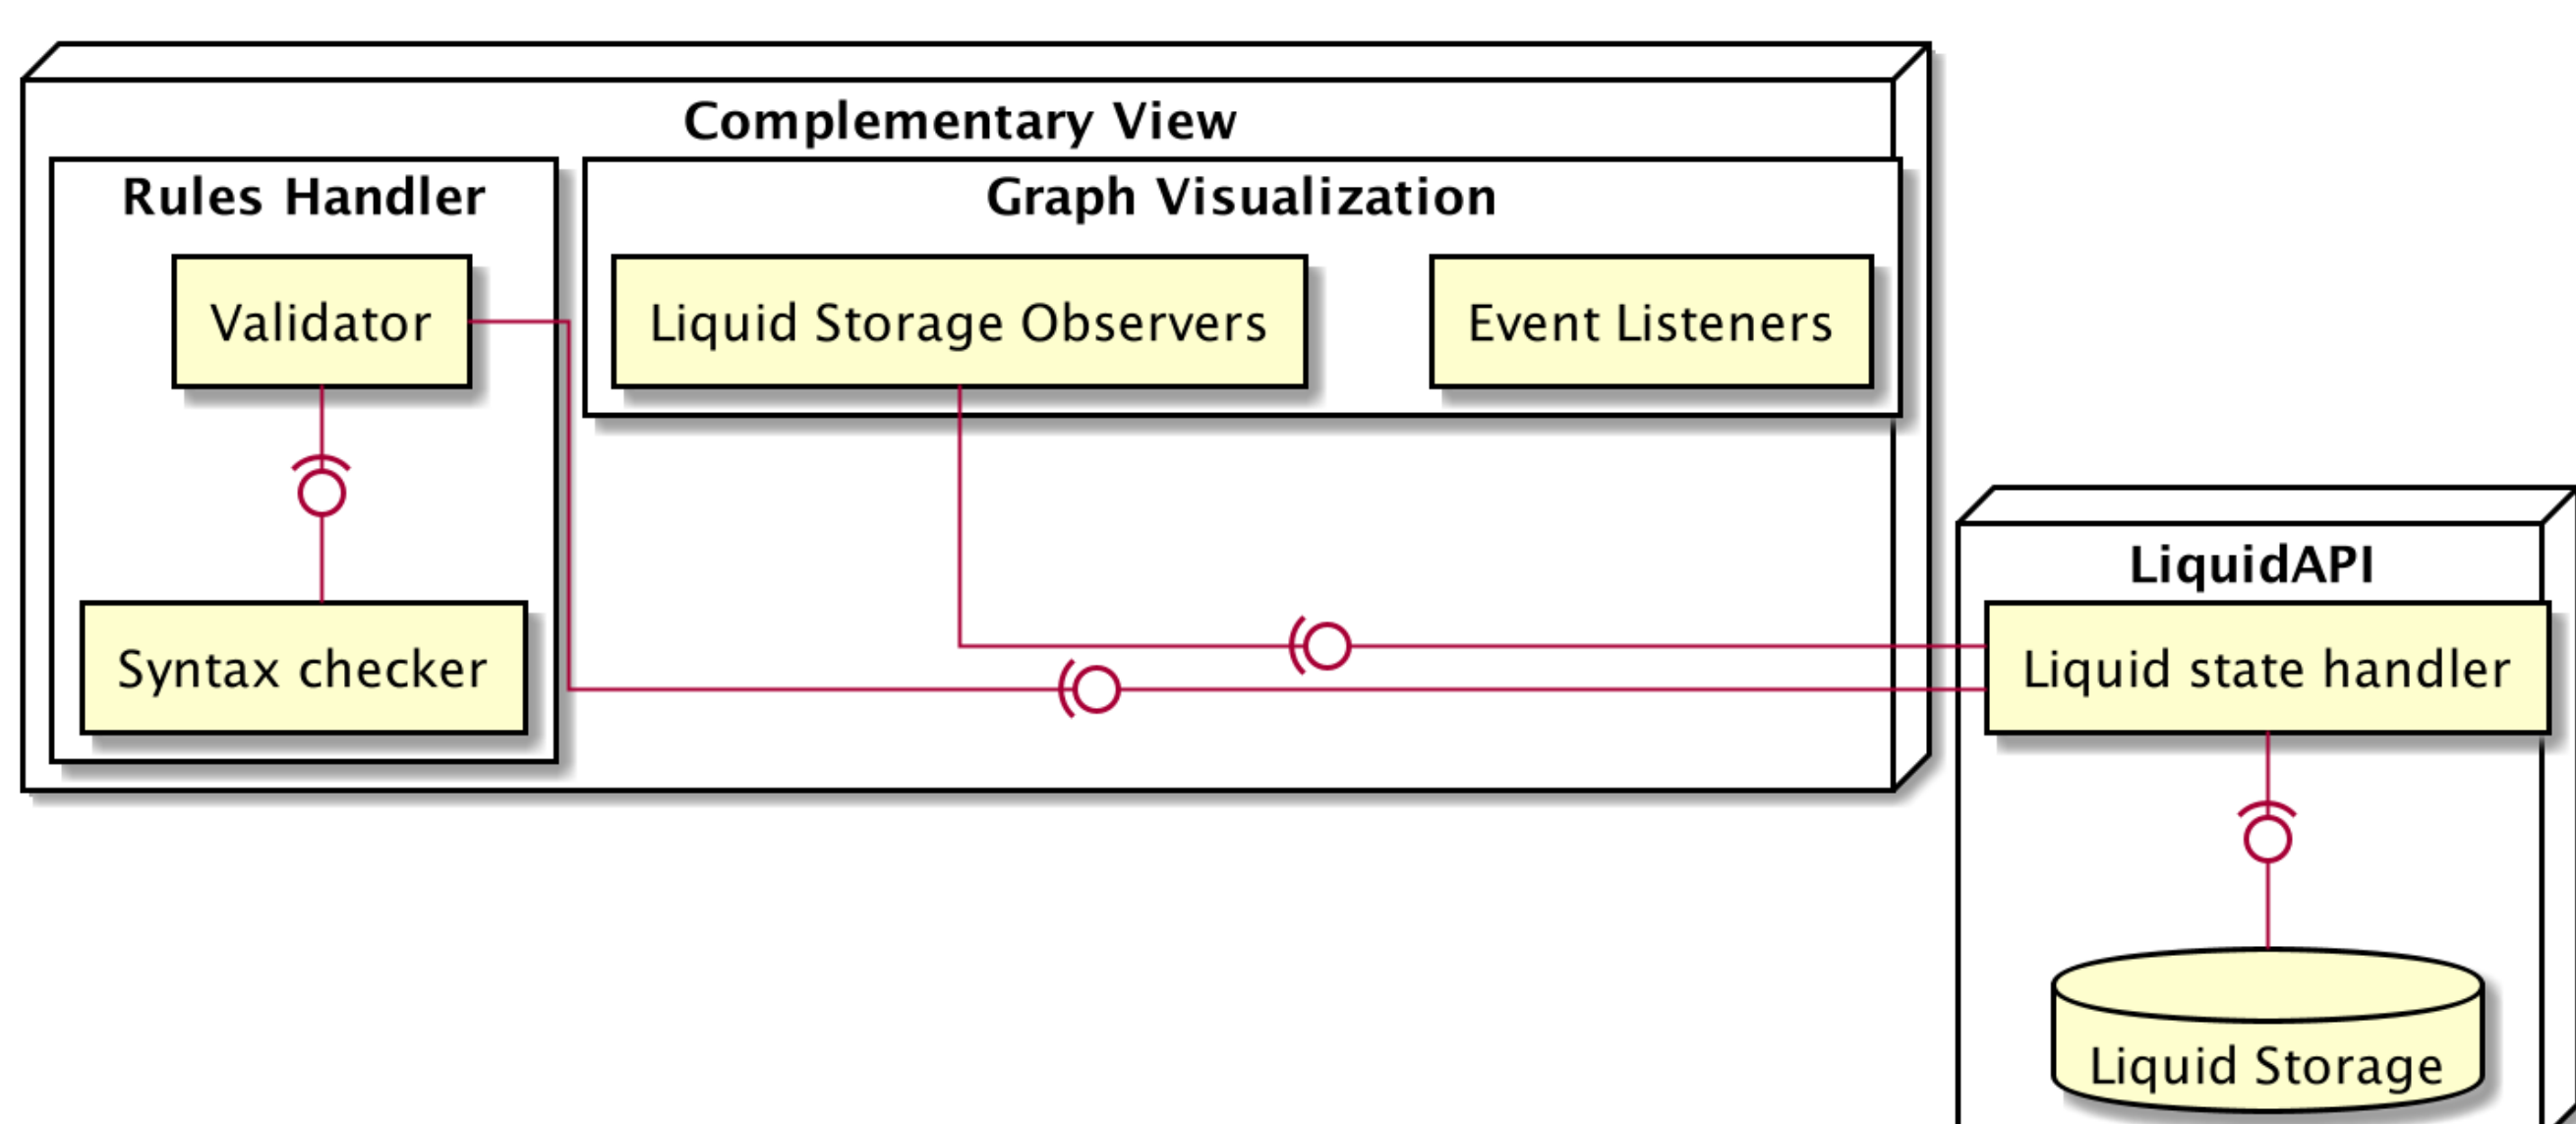 Complementary View
Rules Handler
Graph Visualization
Validator
Liquid Storage Observers
Event Listeners
LiquidAPI
Syntax checker
Liquid state handler
Liquid Storage